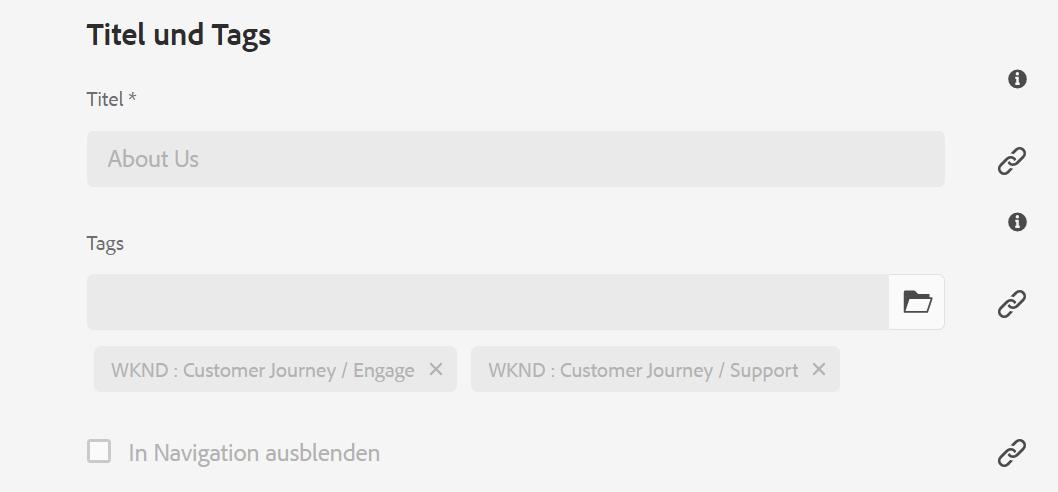 Titel und Tags
Titel *
About Us
Tags
WKND : Customer Journey / Engage
WKND : Customer Journey / Support
In Navigation ausblenden